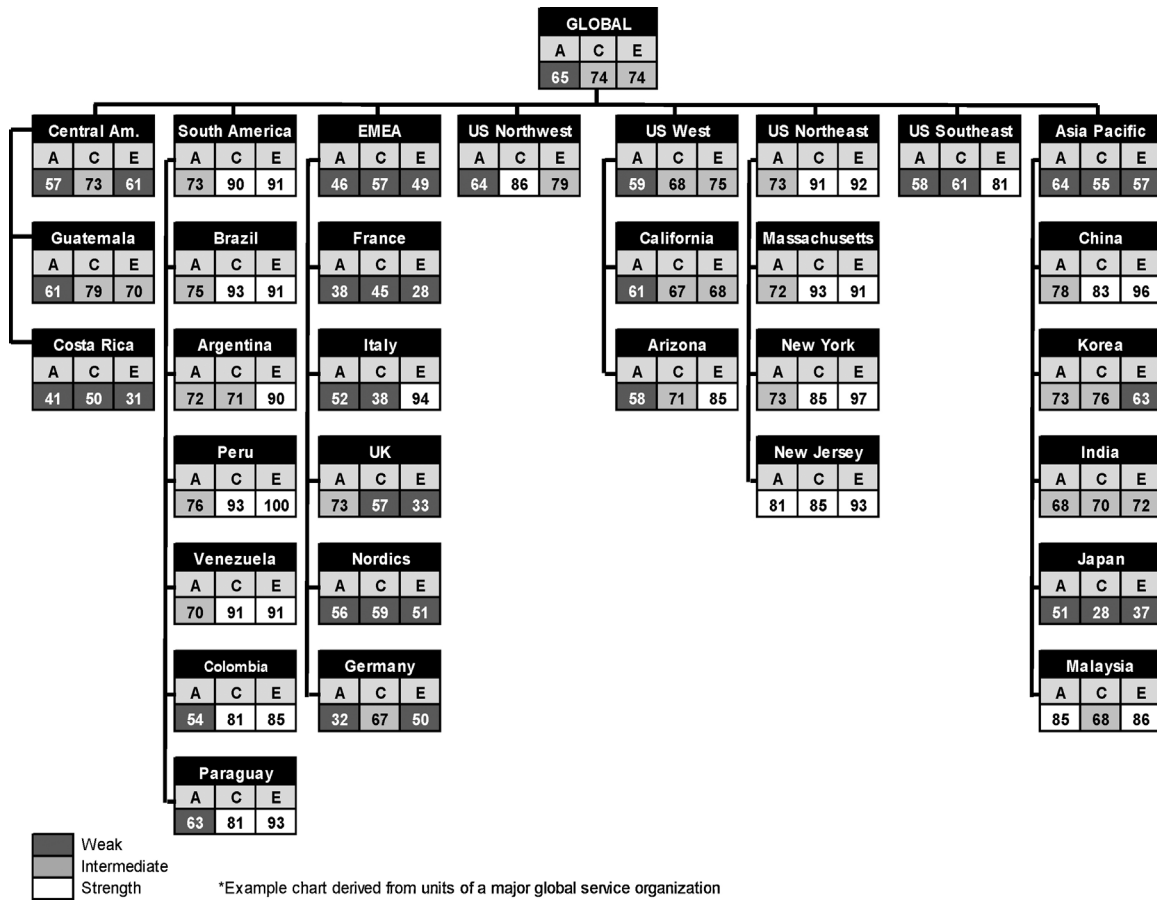 GLOBAL
A C E
65 74 74
Central Am. South America EMEA US Northwest US West US Northeast US Southeast Asia Pacific
A C E A C E A C E A C E A C E A C E A C E A C E
57 73 61 73 90 91 46 57 49 64 86 79 59 68 75 73 91 92 58 61 81 64 55 57
Guatemala Brazil France California Massachusetts China
A C E A C E A C E A C E A C E A C E
61 79 70 75 93 91 38 45 28 61 67 68 72 93 91 78 83 96
Costa Rica Argentina Italy Arizona New York Korea
A C E A C E A C E A C E A C E A C E
41 50 31 72 71 90 52 38 94 58 71 85 73 85 97 73 76 63
Peru UK New Jersey India
A C E A C E A C E A C E
76 93 100 73 57 33 81 85 93 68 70 72
Venezuela Nordics Japan
A C E A C E A C E
70 91 91 56 59 51 51 28 37
Colombia Germany Malaysia
A C E A C E A C E
54 81 85 32 67 50 85 68 86
Paraguay
A C E
63 81 93
Weak
Intermediate
Strength *Example chart derived from units of a major global service organization